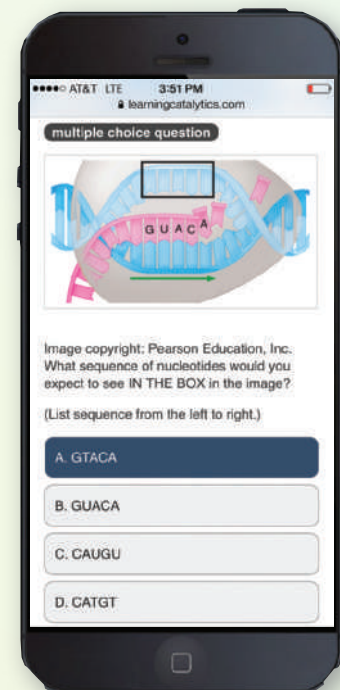 AT&T LTE 3:51 PM
learningcatalytics.com
multiple choice question
G U A C A
Image copyright: Pearson Education, Inc.
What sequence of nucleotides would you
expect to see IN THE BOX in the image?
(List sequence from the left to right.)
A. GTACA
B. GUACA
C. CAUGU
D. CATGT